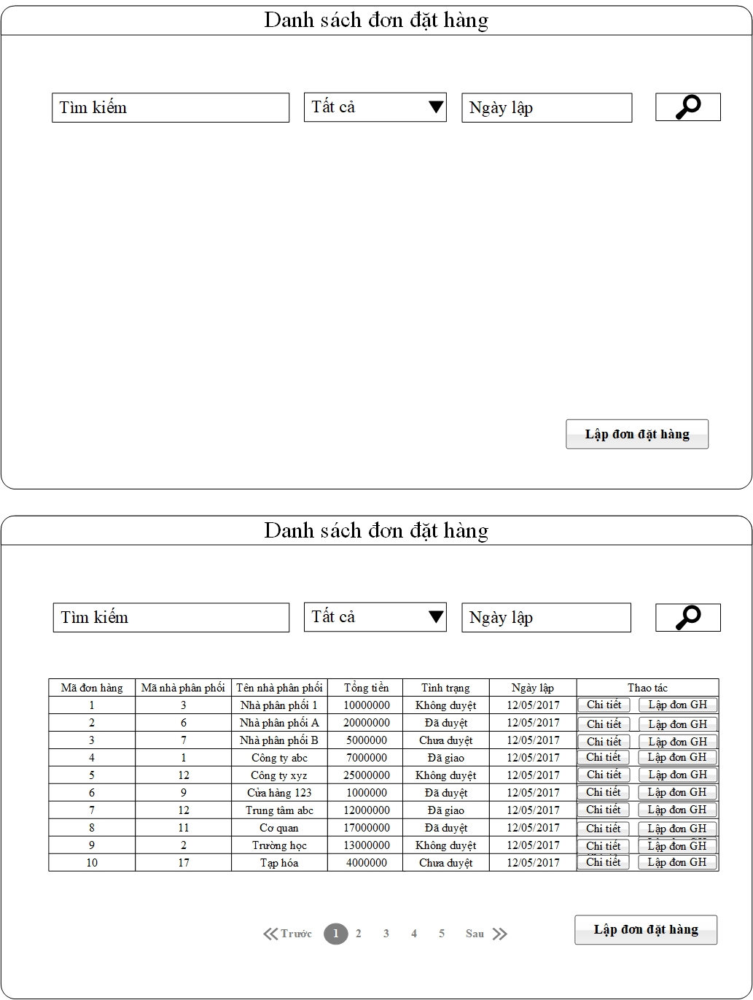 Danh sách đơn đặt hàng
Tìm kiếm Tất cả Ngày lập
Lập đơn đặt hàng
Danh sách đơn đặt hàng
Tìm kiếm Tất cả Ngày lập
Mã đơn hàng Mã nhà phân phối Tên nhà phân phối Tổng tiền Tình trạng Ngày lập Thao tác
1 3 Nhà phân phối 1 10000000 Không duyệt 12/05/2017 Chi tiết Lập đơn GH
2 6 Nhà phân phối A 20000000 Đã duyệt 12/05/2017 Chi tiết Lập đơn GH
3 7 Nhà phân phối B 5000000 Chưa duyệt 12/05/2017 Chi tiết Lập đơn GH
4 1 Công ty abc 7000000 Đã giao 12/05/2017 Chi tiết Lập đơn GH
5 12 Công ty xyz 25000000 Không duyệt 12/05/2017 Chi tiết Lập đơn GH
6 9 Cửa hàng 123 1000000 Đã duyệt 12/05/2017 Chi tiết Lập đơn GH
7 12 Trung tâm abc 12000000 Đã giao 12/05/2017 Chi tiết Lập đơn GH
8 11 Cơ quan 17000000 Đã duyệt 12/05/2017 Chi tiết Lập đơn GH
9 2 Trường học 13000000 Không duyệt 12/05/2017 Chi tiết Lập đơn GH
10 17 Tạp hóa 4000000 Chưa duyệt 12/05/2017 Chi tiết Lập đơn GH
Trước 1 2 3 4 5 Sau
Lập đơn đặt hàng